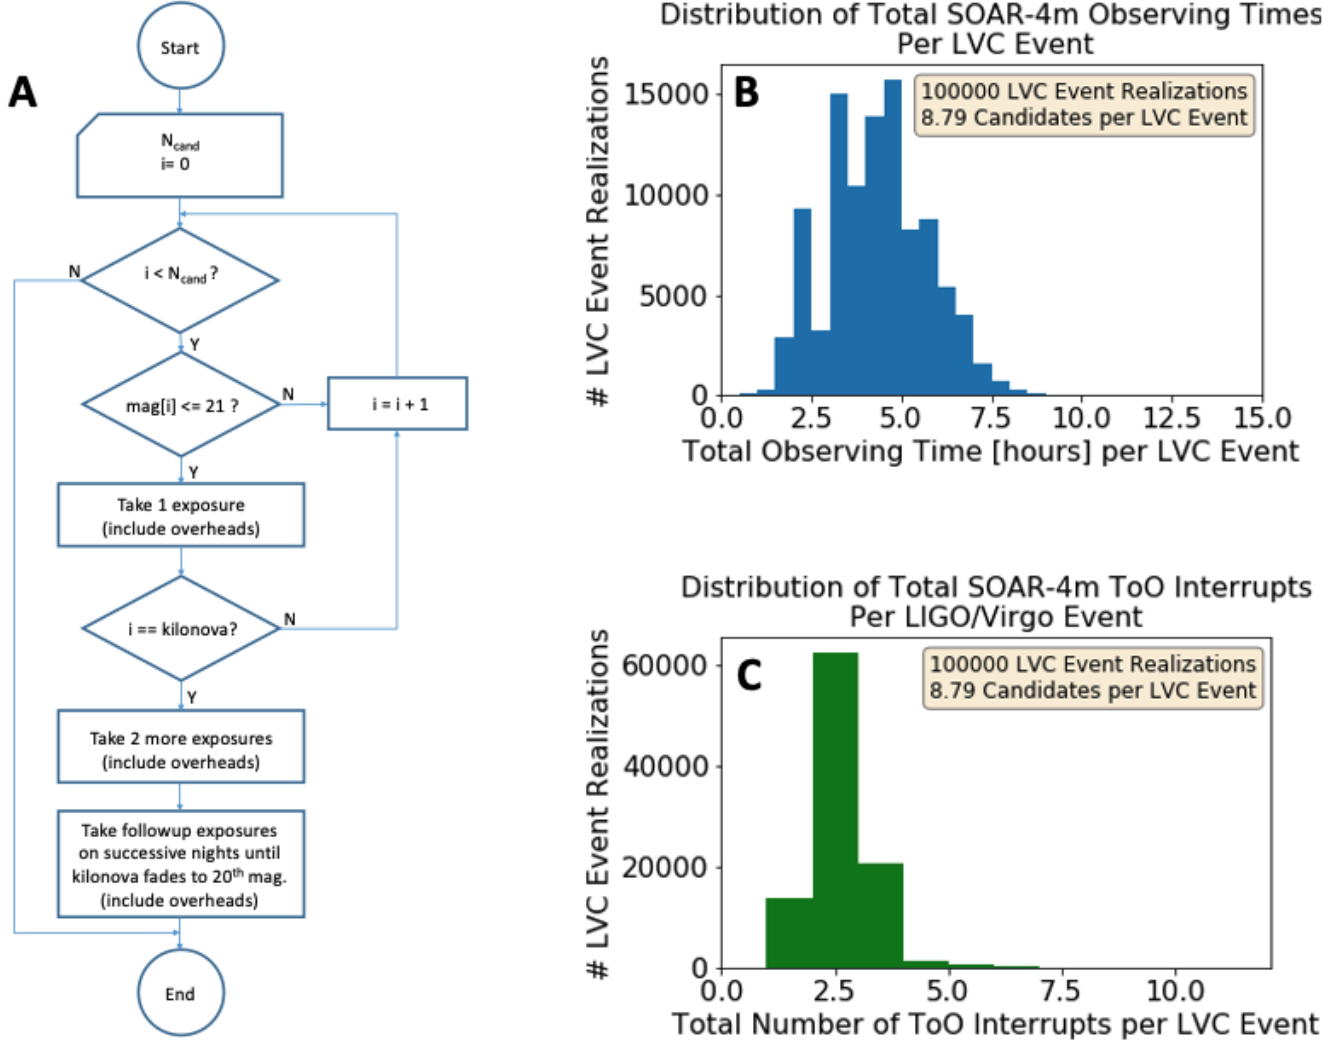 A
Start
N_cand
i= 0
i < N_cand ?
N
Y
mag[i] <= 21 ?
N
i = i + 1
Y
Take 1 exposure
(include overheads)
i == kilonova?
N
Y
Take 2 more exposures
(include overheads)
Take followup exposures
on successive nights until
kilonova fades to 20th mag.
(include overheads)
End
Distribution of Total SOAR-4m Observing Times
Per LVC Event
B
100000 LVC Event Realizations
8.79 Candidates per LVC Event
# LVC Event Realizations
15000
10000
5000
0
0.0 2.5 5.0 7.5 10.0 12.5 15.0
Total Observing Time [hours] per LVC Event
Distribution of Total SOAR-4m ToO Interrupts
Per LIGO/Virgo Event
C
100000 LVC Event Realizations
8.79 Candidates per LVC Event
# LVC Event Realizations
60000
40000
20000
0
0.0 2.5 5.0 7.5 10.0
Total Number of ToO Interrupts per LVC Event